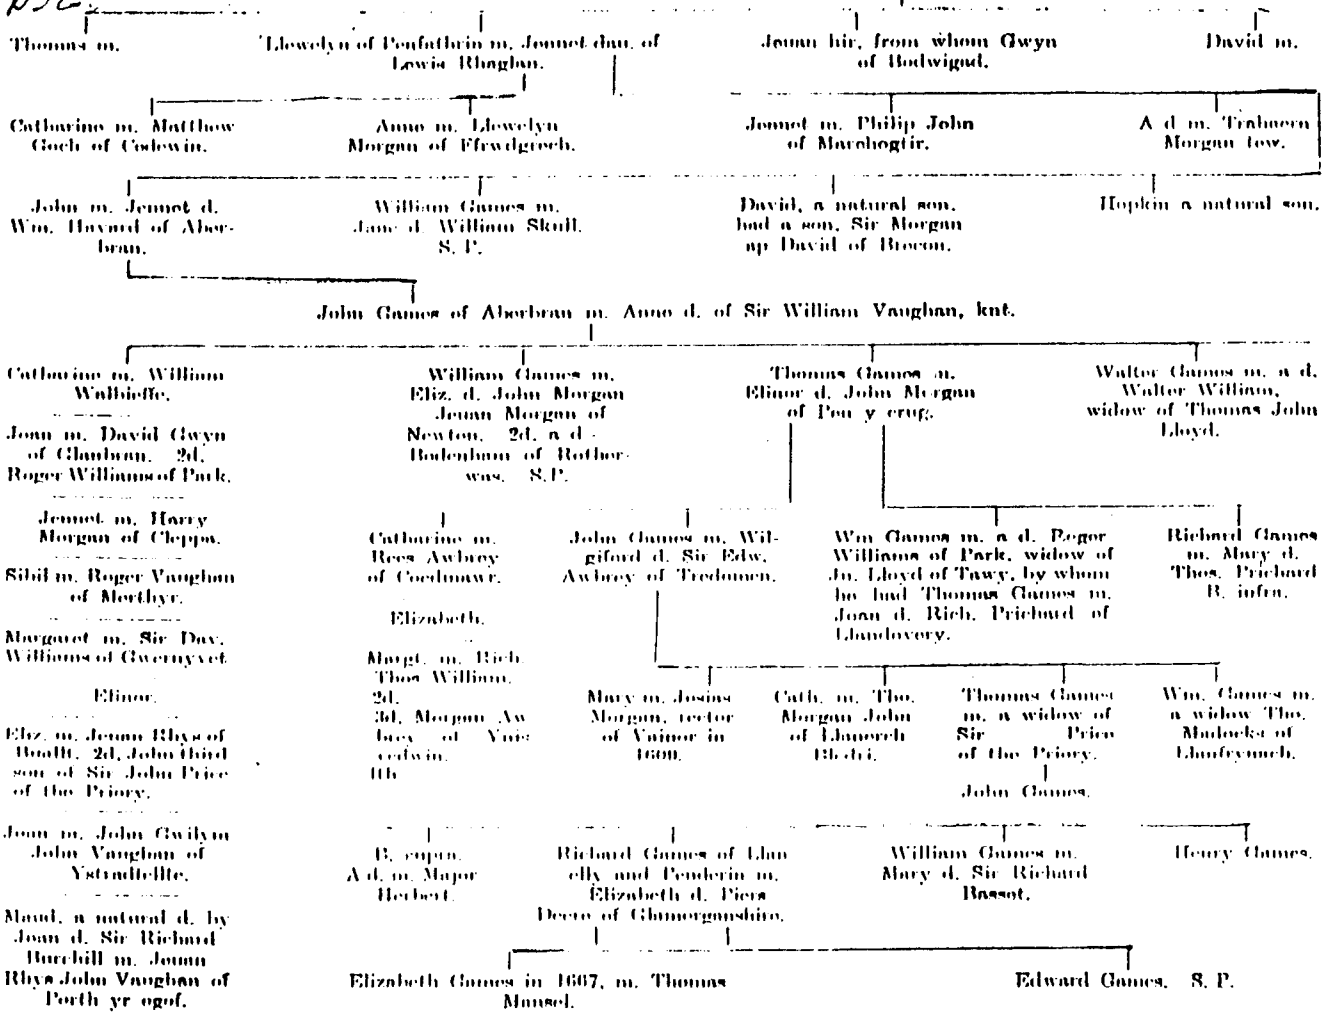 Thomas m.
Llewelyn of Penfathrin m. Jennet dau. of
Lewis Rhaglan.
Jeuan hir, from whom Gwyn
of Bodwigad.
David m.
Catharine m. Matthew
Goch of Codewin.
Anne m. Llewelyn
Morgan of Ffrwdgrech.
Jennet m. Philip John
of Marchogtir.
A d m. Trahaern
Morgan tew.
John m. Jennet d.
Wm. Havard of Aber-
bran.
William Games m.
Jane d. William Skull.
S. P.
David, a natural son.
had a son, Sir Morgan
ap David of Brecon.
Hopkin a natural son.
John Games of Aberbran m. Anne d. of Sir William Vaughan, knt.
Catharine m. William
Walbieffe.
Joan m. David Gwyn
of Glanbran. 2d.
Roger Williams of Park.
Jennet m. Harry
Morgan of Cleppa.
Sibil m. Roger Vaughan
of Merthyr.
Margaret m. Sir Dav.
Williams of Gwernyvet
Elinor.
Eliz. m. Jeuan Rhys of
Buallt. 2d, John third
son of Sir John Price
of the Priory.
Joan m. John Gwilym
John Vaughan of
Ystradfellte.
Maud, a natural d. by
Joan d. Sir Richard
Burchill m. Jeuan
Rhys John Vaughan of
Porth yr ogof.
William Games m.
Eliz. d. John Morgan
Jeuan Morgan of
Newton. 2d. a d.
Bodenham of Rother-
was. S.P.
Thomas Games m.
Elinor d. John Morgan
of Pen y crug.
Walter Games m. a d.
Walter William,
widow of Thomas John
Lloyd.
Catharine m.
Rees Awbrey
of Coedmawr.
Elizabeth.
Margt. m. Rich.
Thos William.
2d.
3d, Morgan Aw
brey of Ynis
cedwin.
4th
John Games m. Wil-
giford d. Sir Edw.
Awbrey of Tredomen.
Wm Games m. a d. Roger
Williams of Park, widow of
Jn. Lloyd of Tawy, by whom
he had Thomas Games m.
Joan d. Rich. Prichard of
Llandovery.
Richard Games
m. Mary d.
Thos. Prichard
B. infra.
Mary m. Josias
Morgan, rector
of Vainor in
1600.
Cath. m. Tho.
Morgan John
of Llanerch
Bledri.
Thomas Games
m. a widow of
Sir Price
of the Priory.
John Games.
Wm. Games m.
a widow Tho.
Madocks of
Llanfrynach.
B. supra.
A d. m. Major
Herbert.
Richard Games of Llan
elly and Penderin m.
Elizabeth d. Piers
Deere of Glamorganshire.
William Games m.
Mary d. Sir Richard
Basset.
Henry Games.
Elizabeth Games in 1667, m. Thomas
Mansel.
Edward Games. S. P.